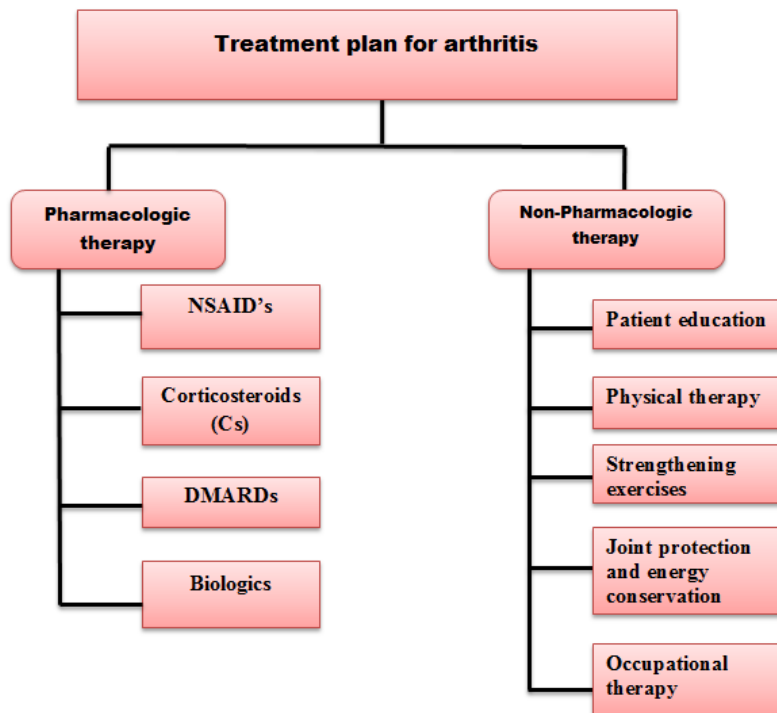 Treatment plan for arthritis
Pharmacologic
therapy
NSAID's
Corticosteroids
(Cs)
DMARDs
Biologics
Non-Pharmacologic
therapy
Patient education
Physical therapy
Strengthening
exercises
Joint protection
and energy
conservation
Occupational
therapy